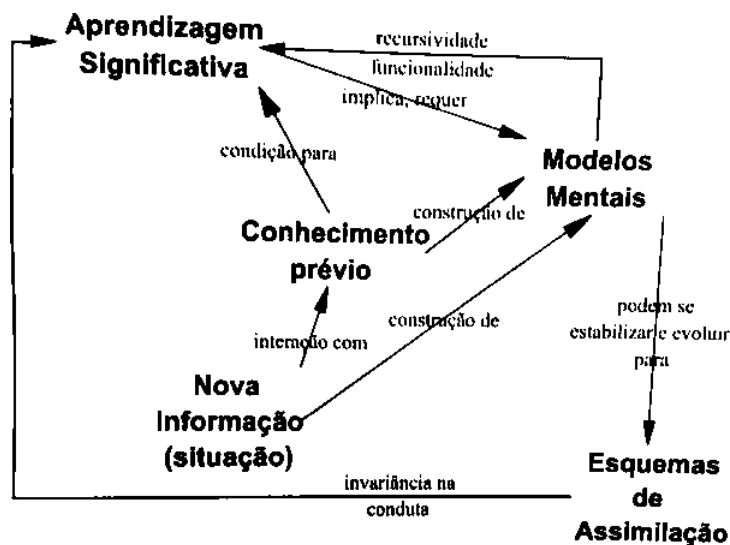 Aprendizagem
Significativa
recursividade
funcionalidade
implica, requer
condição para
Modelos
Mentais
construção de
Conhecimento
prévio
podem se
estabilizar e evoluir
para
construção de
interação com
Nova
Informação
(situação)
Esquemas
de
Assimilação
invariância na
conduta